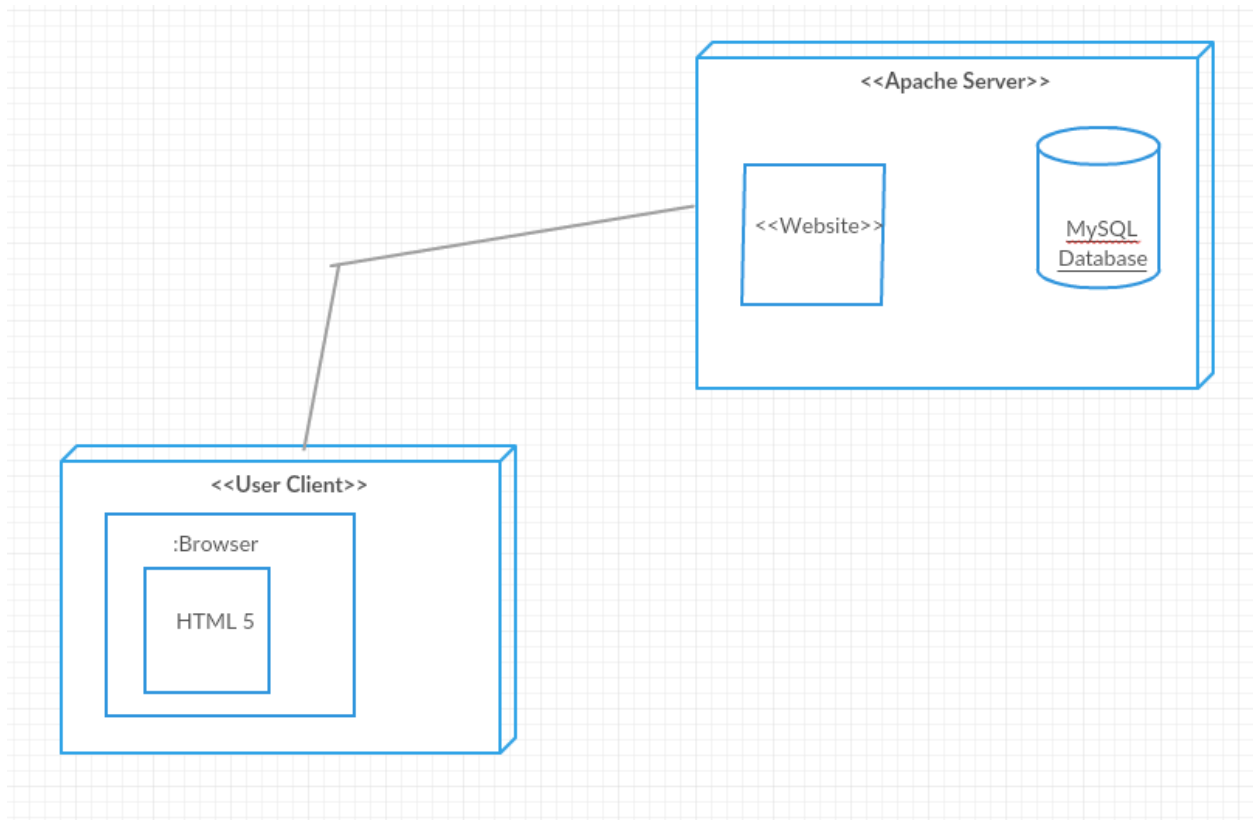 <<Apache Server>>
<<Website>>
MySQL
Database
<<User Client>>
:Browser
HTML 5